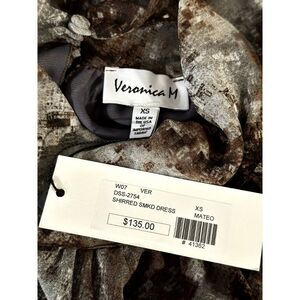 Veronica M
XS
MADE IN
THE USA
OF
IMPORTED
FABRIC
W07 VER
DSS-2754 XS
SHIRRED SMKD DRESS MATEO
$135.00
# 41362